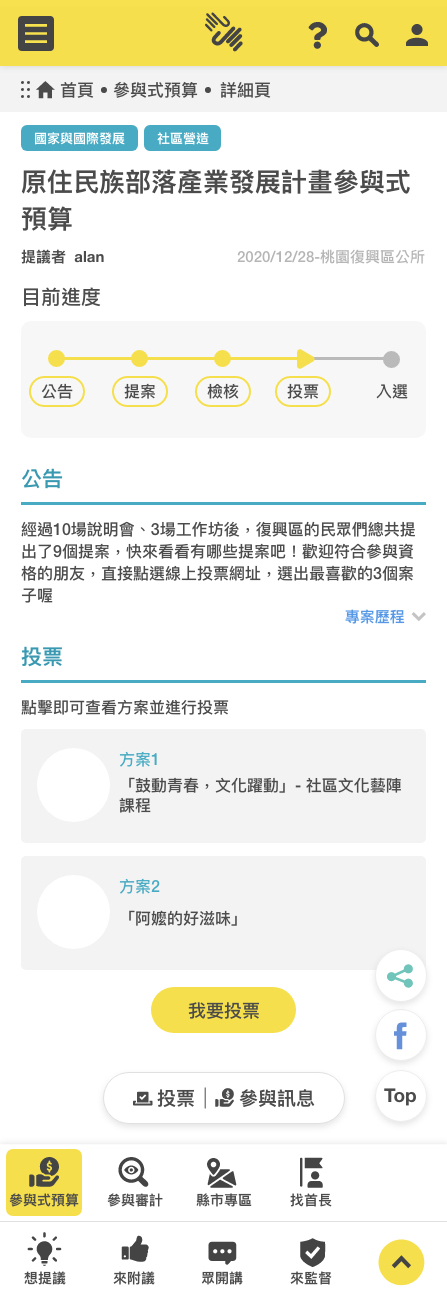 首頁 • 參與式預算 • 詳細頁
國家與國際發展 社區營造
原住民族部落產業發展計畫參與式
預算
提議者 alan 2020/12/28-桃園復興區公所
目前進度
公告 提案 檢核 投票 入選
公告
經過10場說明會、3場工作坊後，復興區的民眾們總共提
出了9個提案，快來看看有哪些提案吧！歡迎符合參與資
格的朋友，直接點選線上投票網址，選出最喜歡的3個案
子喔
專案歷程
投票
點擊即可查看方案並進行投票
方案1
「鼓動青春，文化躍動」- 社區文化藝陣
課程
方案2
「阿嬤的好滋味」
我要投票
Top
投票｜參與訊息
參與式預算 參與審計 縣市專區 找首長
想提議 來附議 眾開講 來監督